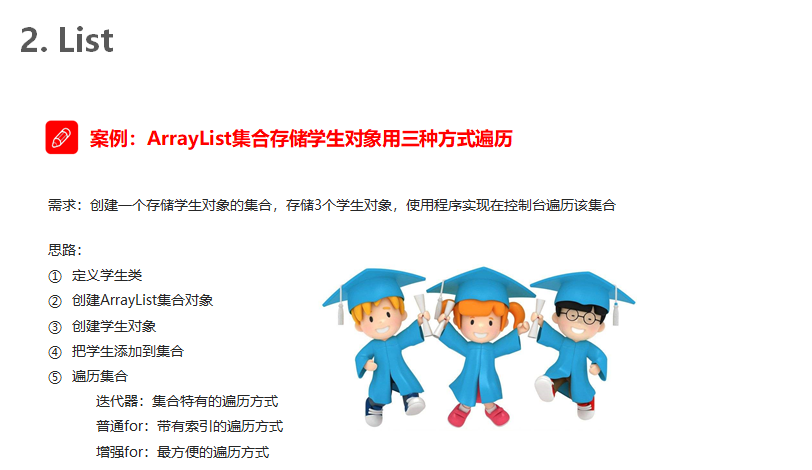 2. List
案例：ArrayList集合存储学生对象用三种方式遍历
需求：创建一个存储学生对象的集合，存储3个学生对象，使用程序实现在控制台遍历该集合
思路：
① 定义学生类
② 创建ArrayList集合对象
③ 创建学生对象
④ 把学生添加到集合
⑤ 遍历集合
迭代器：集合特有的遍历方式
普通for：带有索引的遍历方式
增强for：最方便的遍历方式